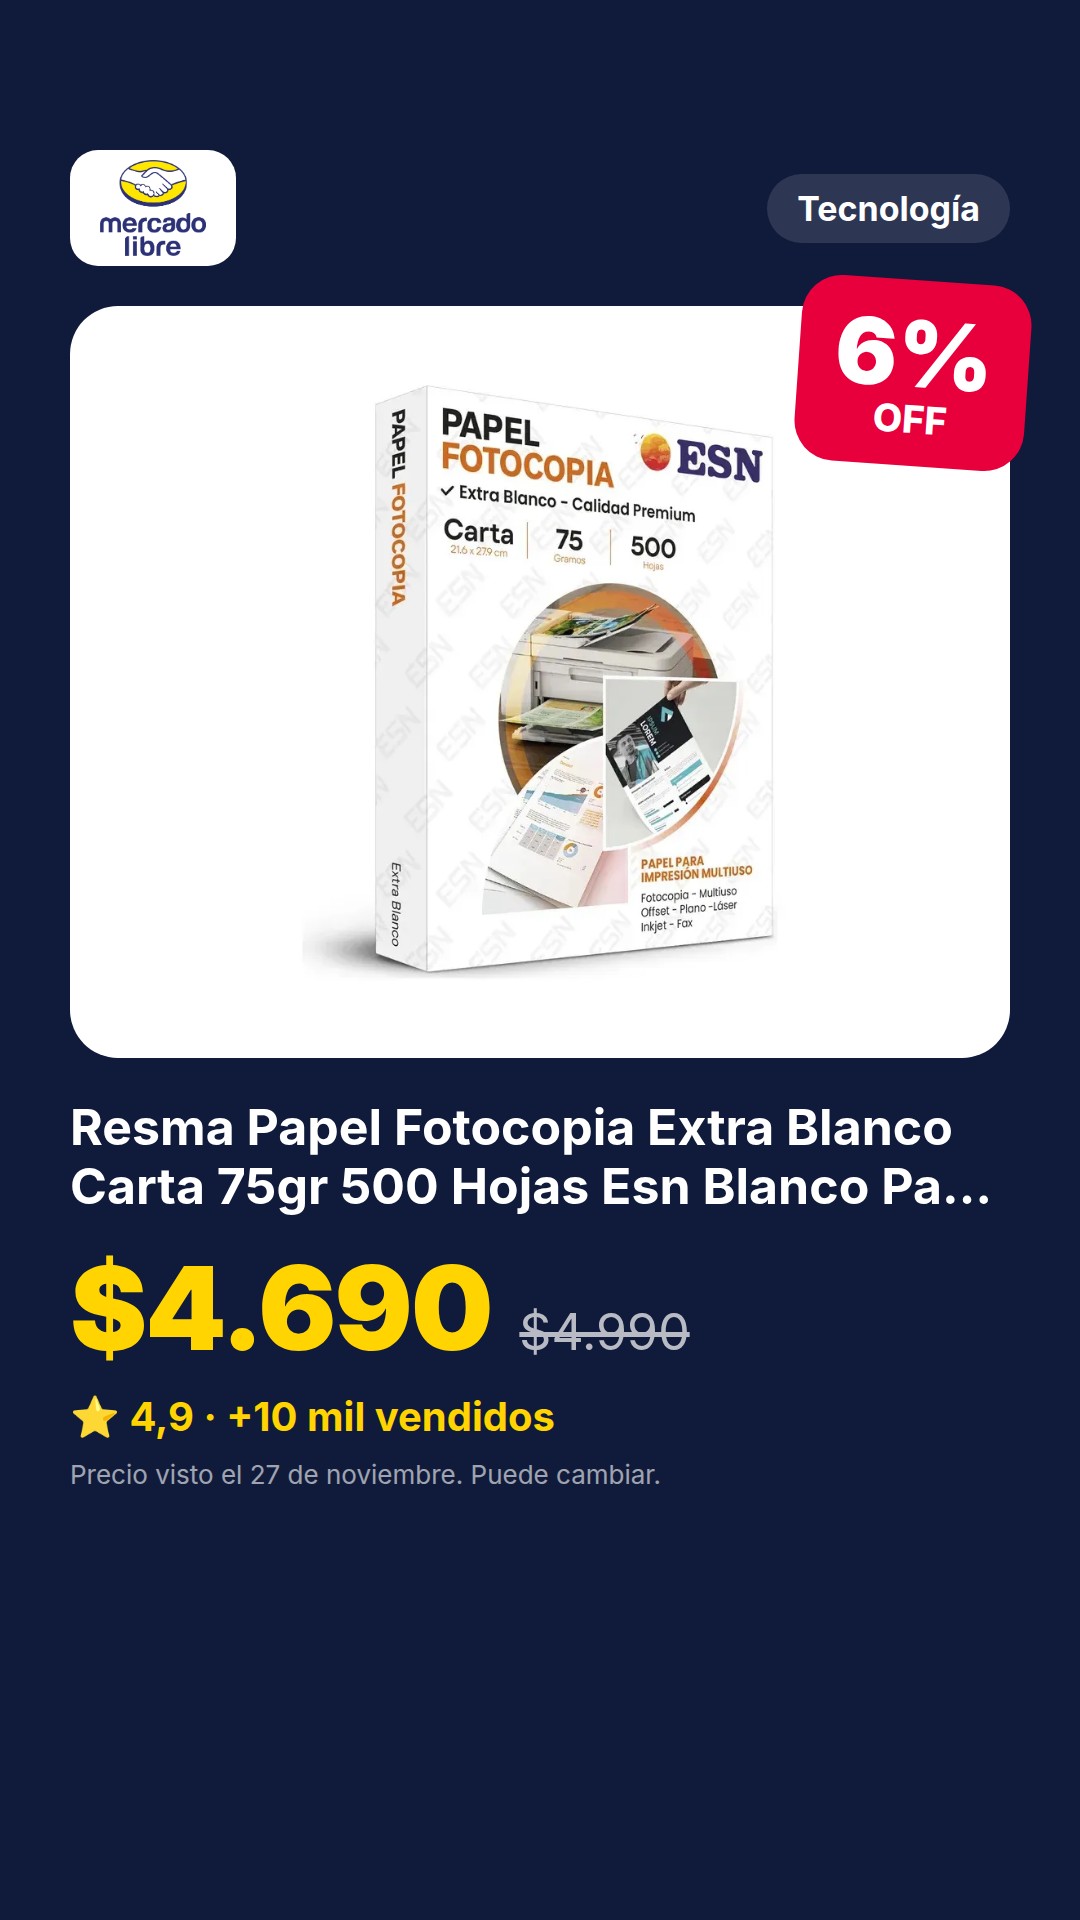 mercado
libre
Tecnología
6%
OFF
PAPEL FOTOCOPIA
Extra Blanco
PAPEL
FOTOCOPIA
ESN
Extra Blanco - Calidad Premium
Carta
21.6 x 27.9 cm
75
Gramos
500
Hojas
PAPEL PARA
IMPRESIÓN MULTIUSO
Fotocopia - Multiuso
Offset - Plano -Láser
Inkjet - Fax
Resma Papel Fotocopia Extra Blanco
Carta 75gr 500 Hojas Esn Blanco Pa...
$4.690 $4.990
4,9 · +10 mil vendidos
Precio visto el 27 de noviembre. Puede cambiar.